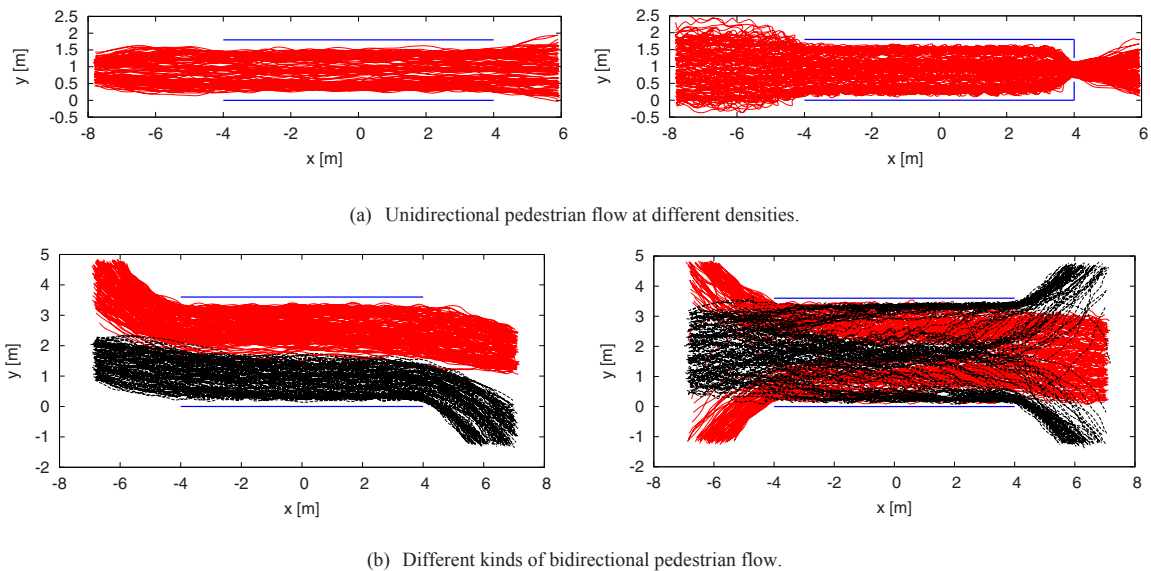 2.5
2
1.5
1
0.5
0
-0.5
y [m]
-8 -6 -4 -2 0 2 4 6
x [m]
2.5
2
1.5
1
0.5
0
-0.5
y [m]
-8 -6 -4 -2 0 2 4 6
x [m]
(a) Unidirectional pedestrian flow at different densities.
5
4
3
2
1
0
-1
-2
y [m]
-8 -6 -4 -2 0 2 4 6 8
x [m]
5
4
3
2
1
0
-1
-2
y [m]
-8 -6 -4 -2 0 2 4 6 8
x [m]
(b) Different kinds of bidirectional pedestrian flow.